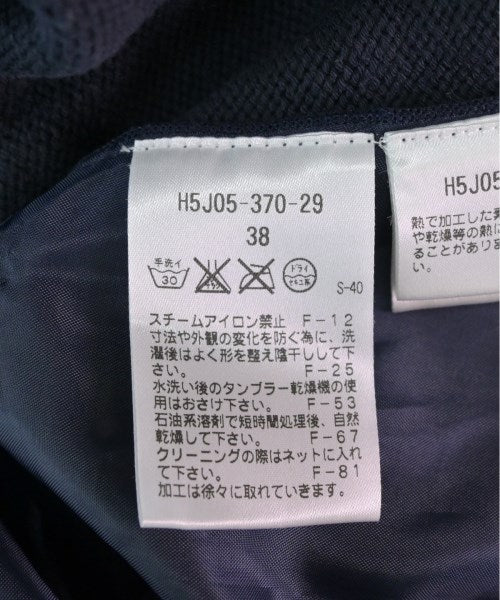 H5J05-370-29
38
手洗イ
30
エンソ
ドライ
セキユ系
S-40
スチームアイロン禁止 F-12
寸法や外観の変化を防ぐ為に、洗
濯後はよく形を整え陰干しして下
さい。 F-25
水洗い後のタンブラー乾燥機の使
用はおさけ下さい。 F-53
石油系溶剤で短時間処理後、自然
乾燥して下さい。 F-67
クリーニングの際はネットに入れ
て下さい。 F-81
加工は徐々に取れていきます。
H5J05
熱で加工した
や乾燥等の熱に
ることがあり
い。